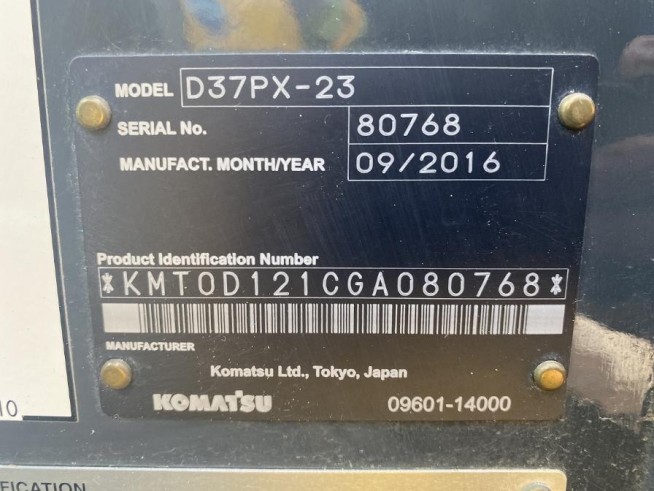 MODEL D37PX-23
SERIAL No. 80768
MANUFACT. MONTH/YEAR 09/2016
Product Identification Number
*KMT0D121CGA080768*
MANUFACTURER
Komatsu Ltd., Tokyo, Japan
KOMATSU 09601-14000
10